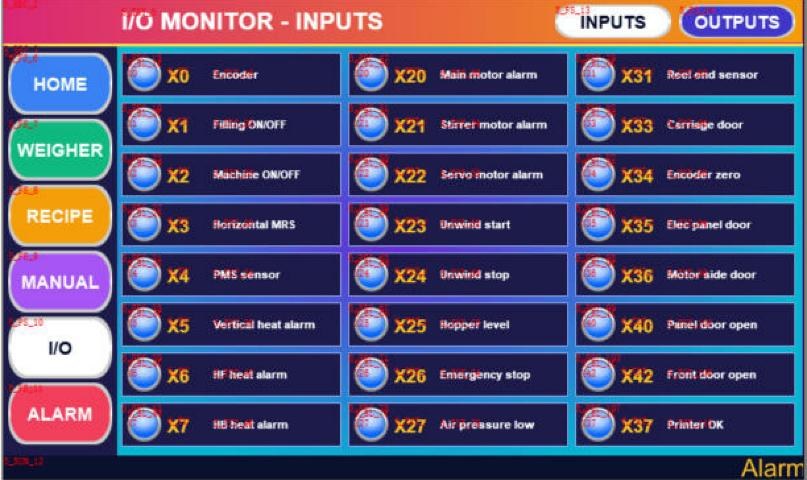 I/O MONITOR - INPUTS
INPUTS
OUTPUTS
HOME
WEIGHER
RECIPE
MANUAL
I/O
ALARM
X0 Encoder
X1 Filling ON/OFF
X2 Machine ON/OFF
X3 Horizontal MRS
X4 PMS sensor
X5 Vertical heat alarm
X6 HF heat alarm
X7 HB heat alarm
X20 Main motor alarm
X21 Stirrer motor alarm
X22 Servo motor alarm
X23 Unwind start
X24 Unwind stop
X25 Hopper level
X26 Emergency stop
X27 Air pressure low
X31 Reel end sensor
X33 Carriage door
X34 Encoder zero
X35 Elec panel door
X36 Motor side door
X40 Panel door open
X42 Front door open
X37 Printer OK
Alarm